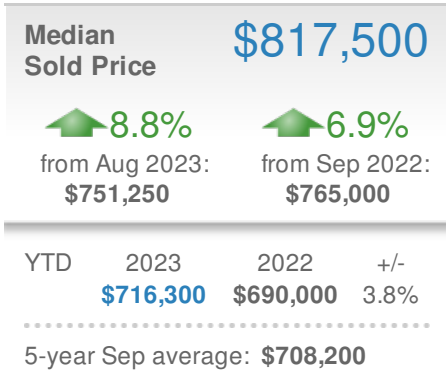 Median
Sold Price
$817,500
8.8%
from Aug 2023:
$751,250
6.9%
from Sep 2022:
$765,000
YTD 2023 2022 +/-
$716,300 $690,000 3.8%
5-year Sep average: $708,200